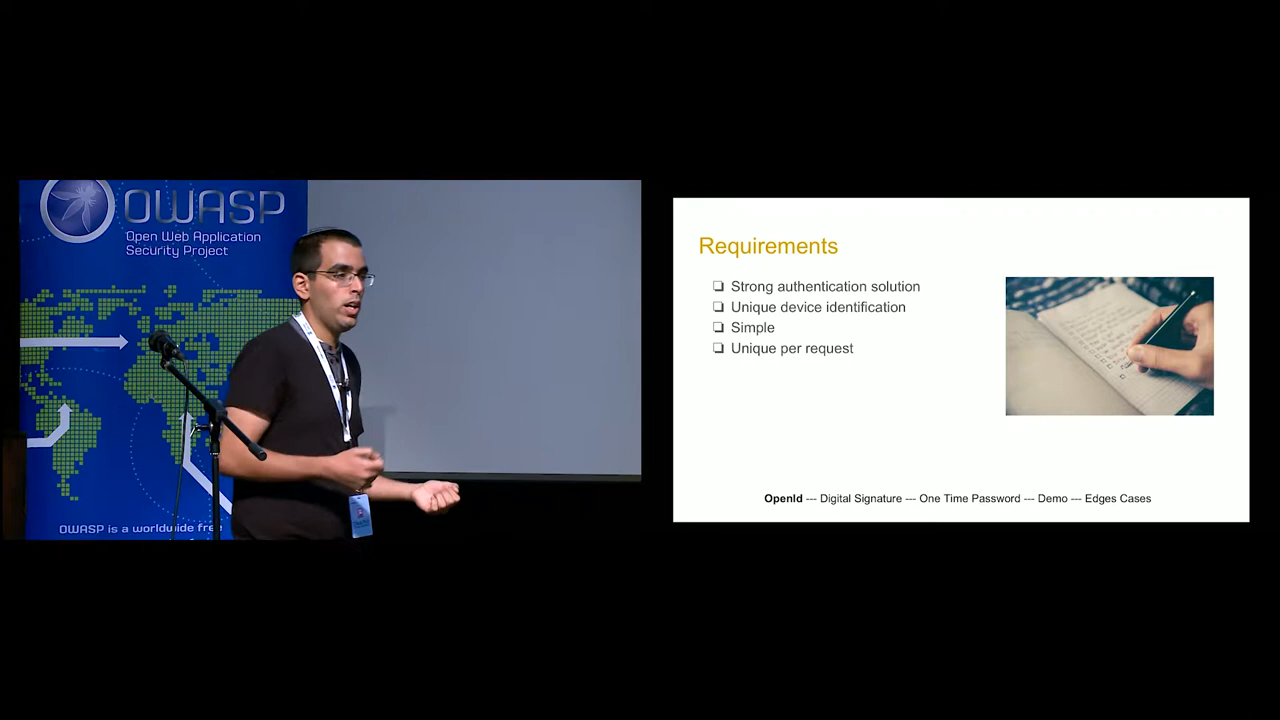 OWASP
Open Web Application
Security Project
OWASP is a worldwide free
Requirements
❏ Strong authentication solution
❏ Unique device identification
❏ Simple
❏ Unique per request
OpenId --- Digital Signature --- One Time Password --- Demo --- Edges Cases